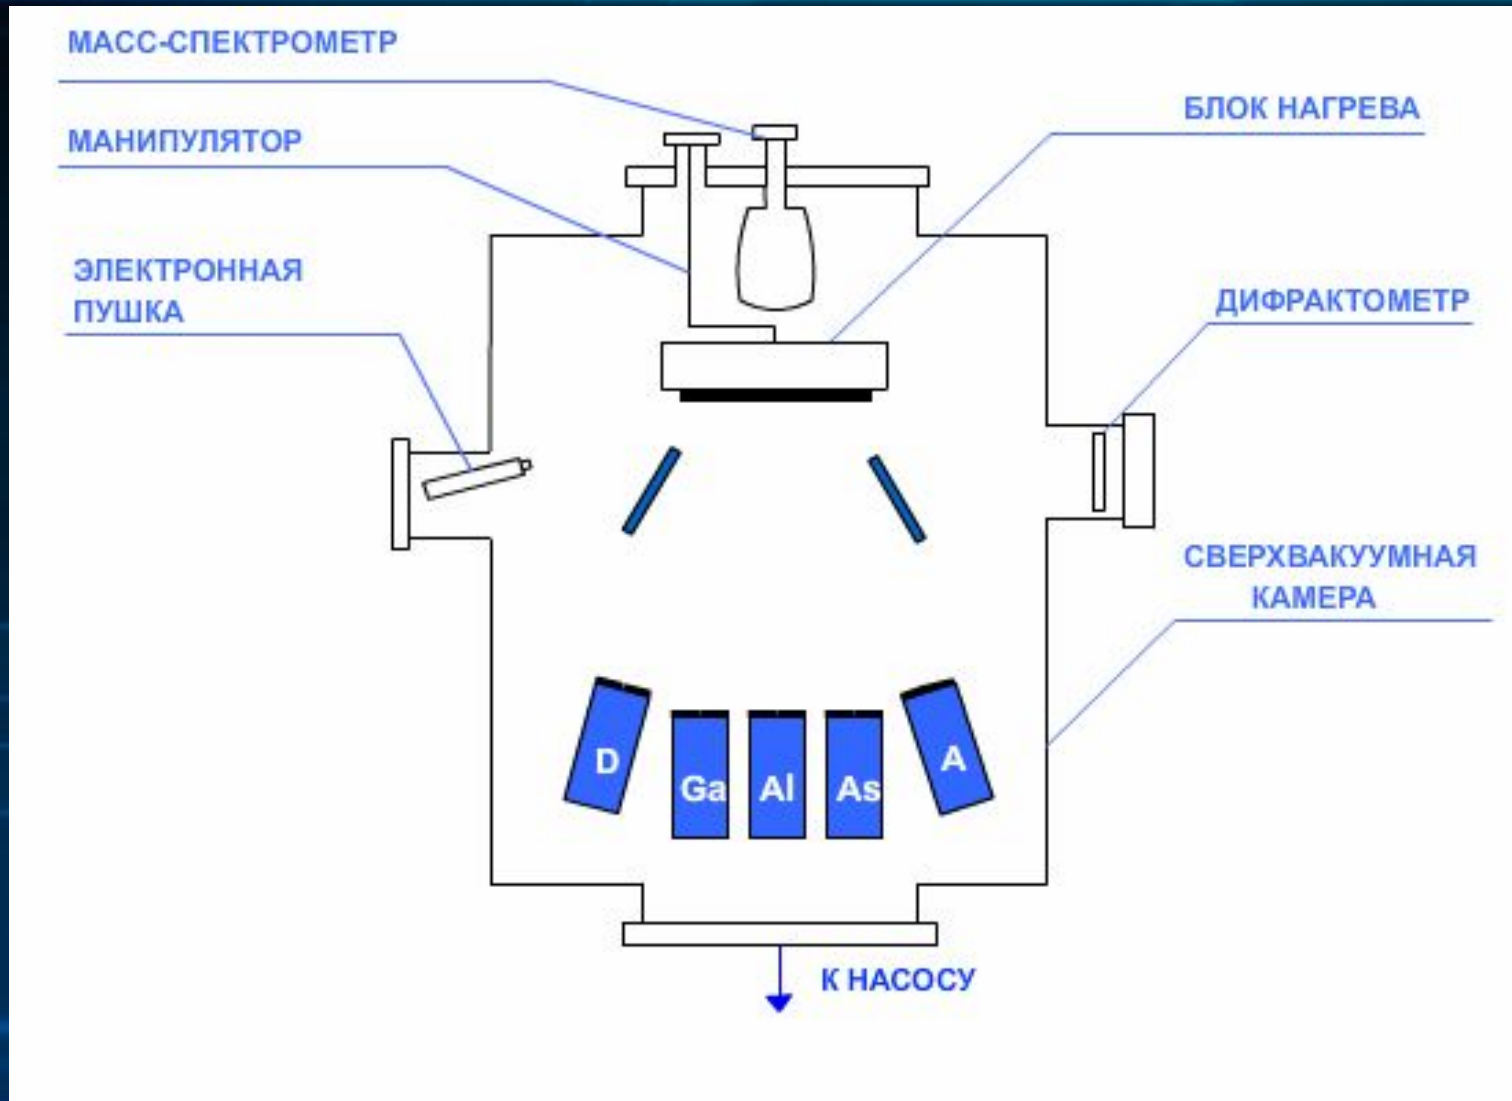 МАСС-СПЕКТРОМЕТР
БЛОК НАГРЕВА
МАНИПУЛЯТОР
ЭЛЕКТРОННАЯ
ПУШКА
ДИФРАКТОМЕТР
СВЕРХВАКУУМНАЯ
КАМЕРА
D
Ga
Al
As
A
К НАСОСУ